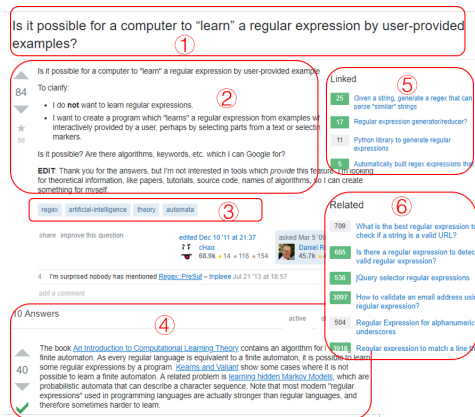 Is it possible for a computer to “learn” a regular expression by user-provided
examples?
1
Is it possible for a computer to "learn" a regular expression by user-provided example
84
To clarify:
2
I do not want to learn regular expressions.
I want to create a program which "learns" a regular expression from examples wh
interactively provided by a user, perhaps by selecting parts from a text or selectin
markers.
56
Is it possible? Are there algorithms, keywords, etc. which I can Google for?
EDIT: Thank you for the answers, but I'm not interested in tools which provide this feature. I'm looking
for theoretical information, like papers, tutorials, source code, names of algorithms, so I can create
something for myself.
regex artificial-intelligence theory automata
3
share improve this question
edited Dec 10 '11 at 21:37
cHao
68.9k 14 116 154
asked Mar 5 '09
Daniel R
45.7k
4 I'm surprised nobody has mentioned Regex::PreSuf – tripleee Jul 21 '13 at 18:57
add a comment
10 Answers
active
4
The book An Introduction to Computational Learning Theory contains an algorithm for
finite automaton. As every regular language is equivalent to a finite automaton, it is possible to learn
some regular expressions by a program. Kearns and Valiant show some cases where it is not
40
possible to learn a finite automaton. A related problem is learning hidden Markov Models, which are
probabilistic automata that can describe a character sequence. Note that most modern "regular
expressions" used in programming languages are actually stronger than regular languages, and
therefore sometimes harder to learn.
Linked
5
25 Given a string, generate a regex that can
parse "similar" strings
17 Regular expression generator/reducer?
11 Python library to generate regular
expressions
5 Automatically built regex expressions tha
Related
6
709 What is the best regular expression to
check if a string is a valid URL?
665 Is there a regular expression to detec
valid regular expression?
536 jQuery selector regular expressions
3097 How to validate an email address usin
regular expression?
504 Regular Expression for alphanumeric
underscores
3818 Regular expression to match a line th